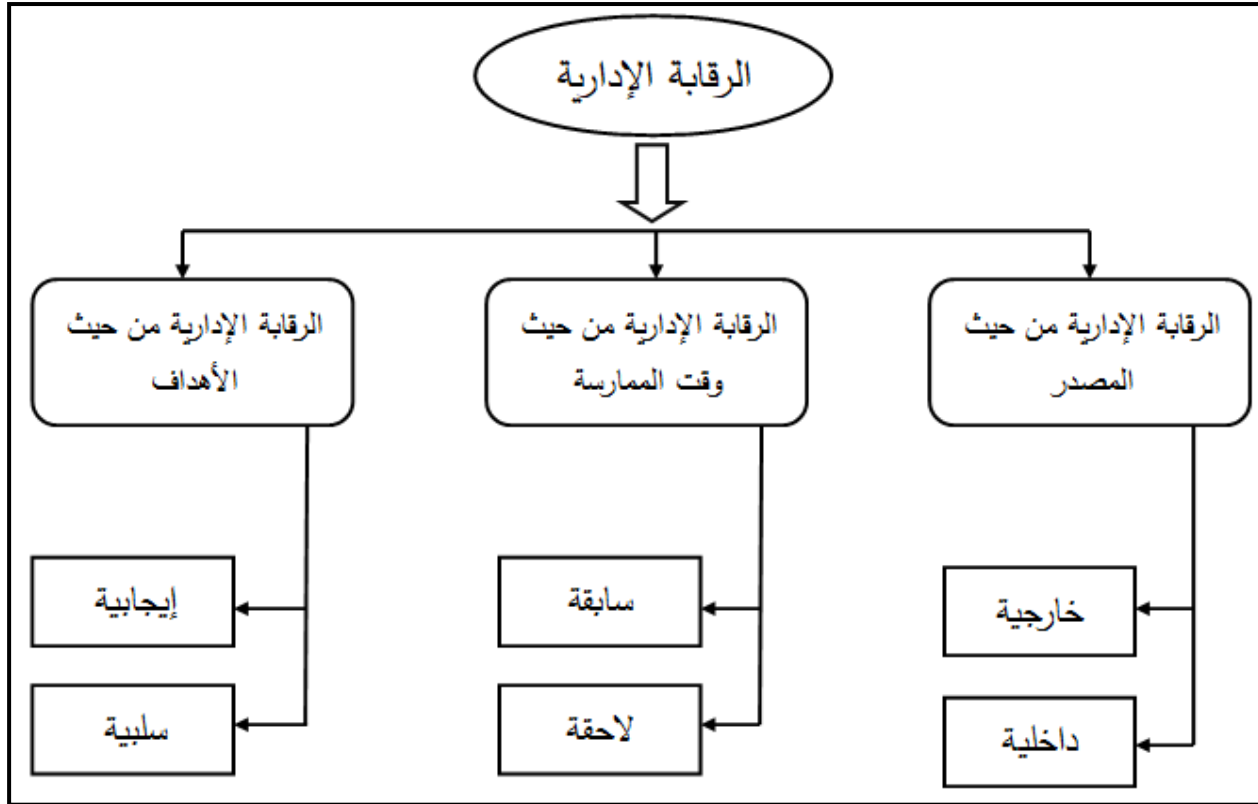 الرقابة الإدارية
الرقابة الإدارية من حيث
المصدر
الرقابة الإدارية من حيث
وقت الممارسة
الرقابة الإدارية من حيث
الأهداف
خارجية
داخلية
سابقة
لاحقة
إيجابية
سلبية